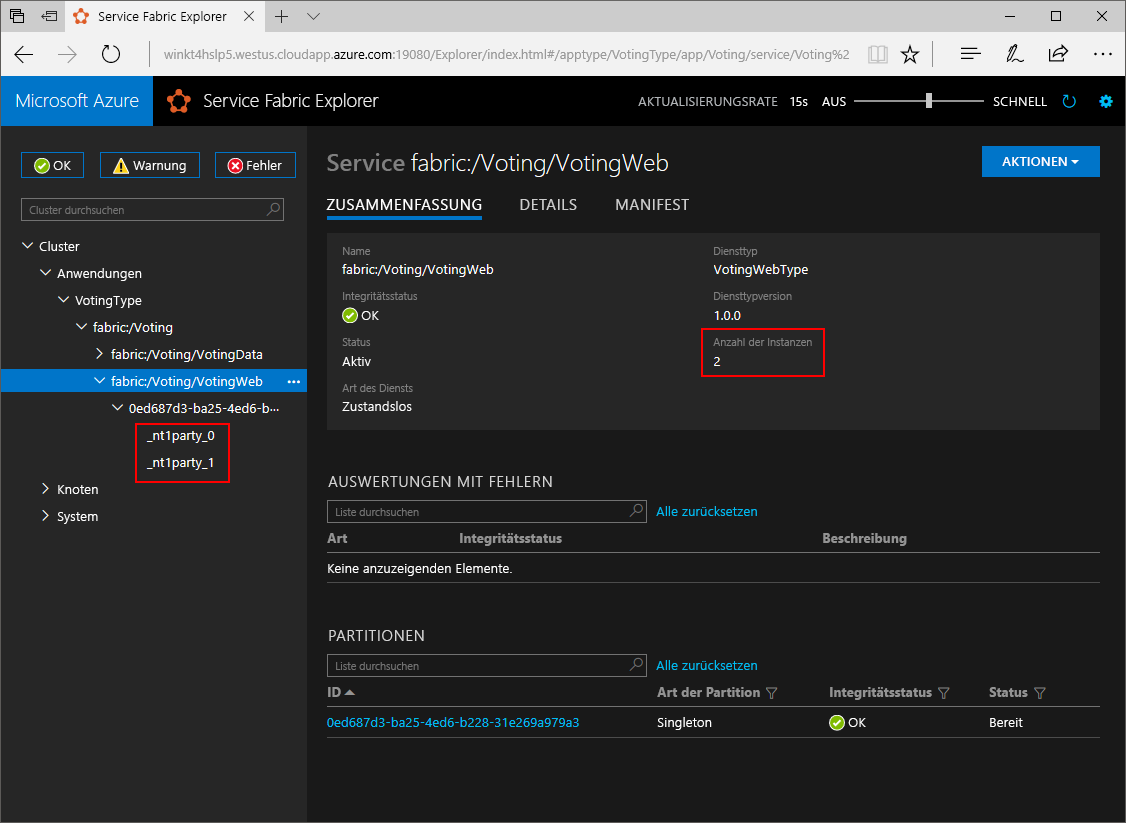 Service Fabric Explorer
winkt4hslp5.westus.cloudapp.azure.com:19080/Explorer/index.html#/apptype/VotingType/app/Voting/service/Voting%2
Microsoft Azure
Service Fabric Explorer
AKTUALISIERUNGSRATE 15s AUS SCHNELL
OK Warnung Fehler
Cluster durchsuchen
Cluster
Anwendungen
VotingType
fabric:/Voting
fabric:/Voting/VotingData
fabric:/Voting/VotingWeb ...
0ed687d3-ba25-4ed6-b...
_nt1party_0
_nt1party_1
Knoten
System
Service fabric:/Voting/VotingWeb
AKTIONEN
ZUSAMMENFASSUNG DETAILS MANIFEST
Name
fabric:/Voting/VotingWeb
Integritätsstatus
OK
Status
Aktiv
Art des Diensts
Zustandslos
Diensttyp
VotingWebType
Diensttypversion
1.0.0
Anzahl der Instanzen
2
AUSWERTUNGEN MIT FEHLERN
Liste durchsuchen Alle zurücksetzen
Art Integritätsstatus Beschreibung
Keine anzuzeigenden Elemente.
PARTITIONEN
Liste durchsuchen Alle zurücksetzen
ID Art der Partition Integritätsstatus Status
0ed687d3-ba25-4ed6-b228-31e269a979a3 Singleton OK Bereit